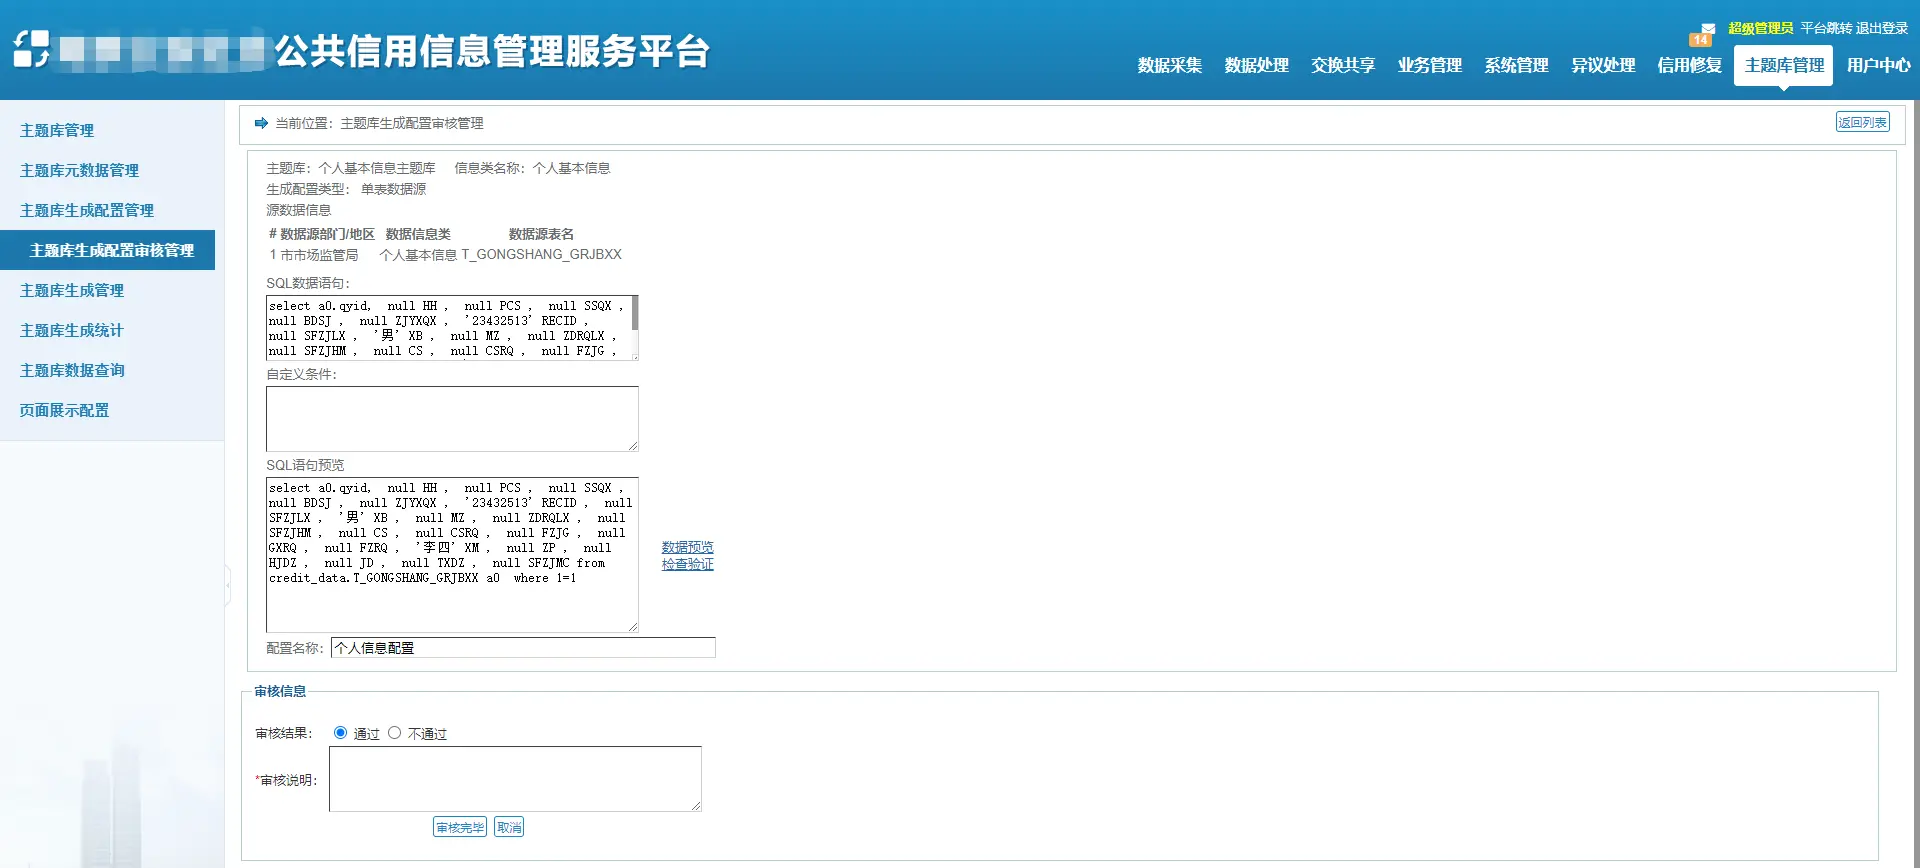 公共信用信息管理服务平台
14
超级管理员 平台跳转 退出登录
数据采集 数据处理 交换共享 业务管理 系统管理 异议处理 信用修复 主题库管理 用户中心
主题库管理
主题库元数据管理
主题库生成配置管理
主题库生成配置审核管理
主题库生成管理
主题库生成统计
主题库数据查询
页面展示配置
当前位置：主题库生成配置审核管理
返回列表
主题库：个人基本信息主题库 信息类名称：个人基本信息
生成配置类型： 单表数据源
源数据信息
# 数据源部门/地区 数据信息类 数据源表名
1 市市场监管局 个人基本信息 T_GONGSHANG_GRJBXX
SQL数据语句：
select a0.qyid, null HH , null PCS , null SSQX ,
null BDSJ , null ZJYXQX , '23432513' RECID ,
null SFZJLX , '男' XB , null MZ , null ZDRQLX ,
null SFZJHM , null CS , null CSRQ , null FZJG ,
自定义条件：
SQL语句预览
select a0.qyid, null HH , null PCS , null SSQX ,
null BDSJ , null ZJYXQX , '23432513' RECID , null
SFZJLX , '男' XB , null MZ , null ZDRQLX , null
SFZJHM , null CS , null CSRQ , null FZJG , null
GXRQ , null FZRQ , '李四' XM , null ZP , null
HJDZ , null JD , null TXDZ , null SFZJMC from
credit_data.T_GONGSHANG_GRJBXX a0 where 1=1
数据预览
检查验证
配置名称： 个人信息配置
审核信息
审核结果： 通过 不通过
*审核说明：
审核完毕 取消